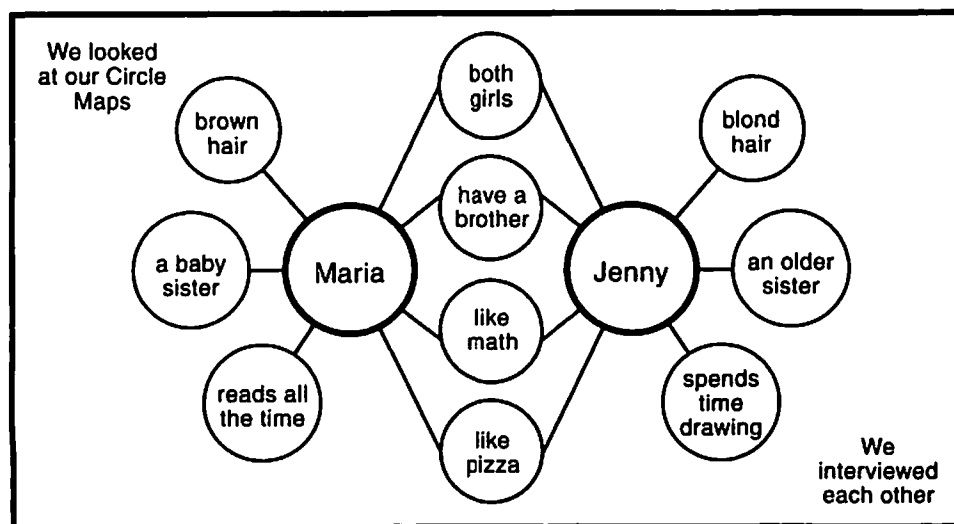 We looked
at our Circle
Maps
both
girls
brown
hair
blond
hair
have a
brother
a baby
sister
Maria
Jenny
an older
sister
like
math
reads all
the time
spends
time
drawing
like
pizza
We
interviewed
each other